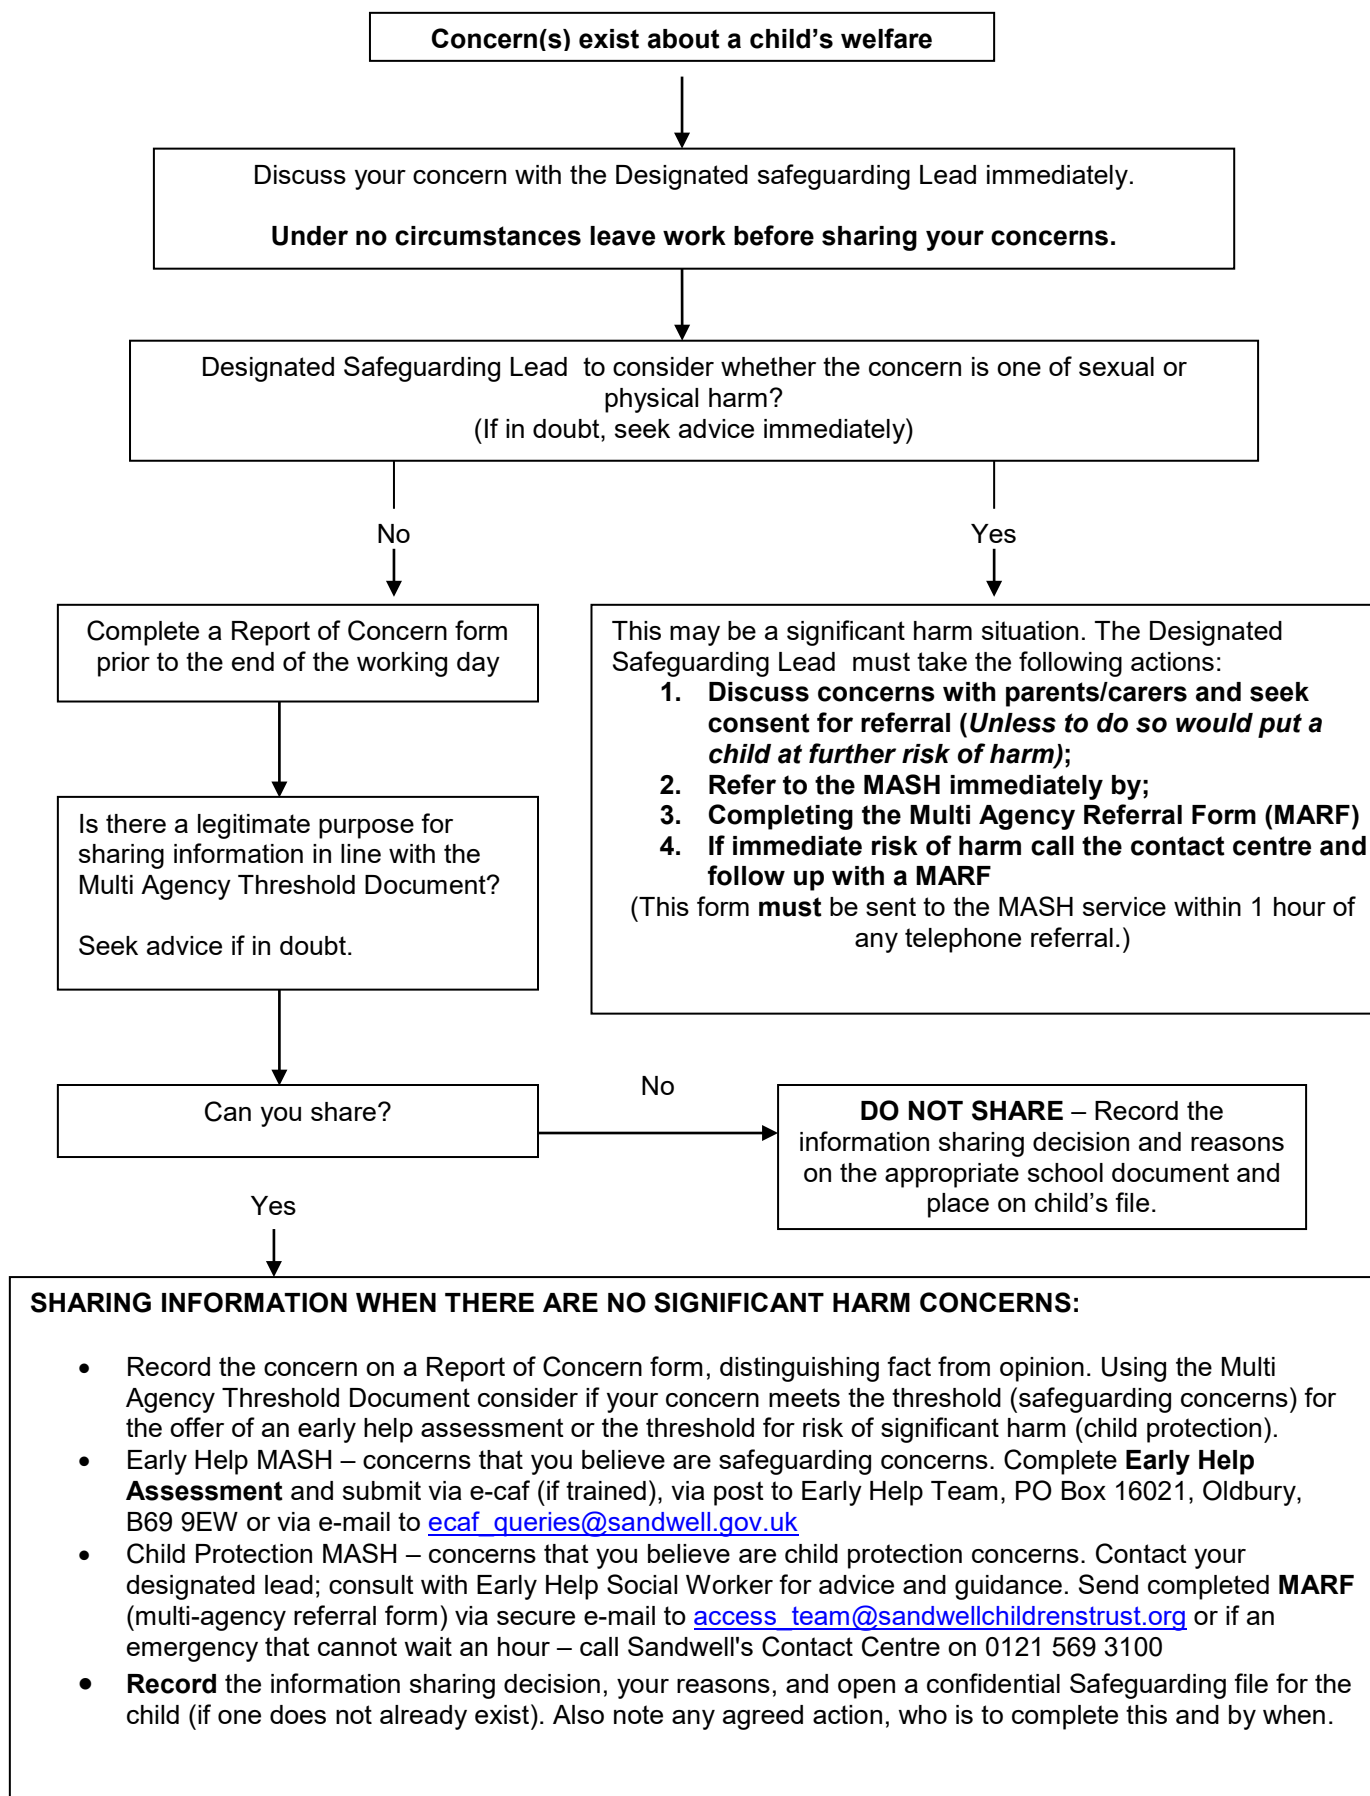 Concern(s) exist about a child’s welfare
Discuss your concern with the Designated safeguarding Lead immediately.
Under no circumstances leave work before sharing your concerns.
Designated Safeguarding Lead  to consider whether the concern is one of sexual or
physical harm?
(If in doubt, seek advice immediately)
No
Yes
Complete a Report of Concern form
prior to the end of the working day
This may be a significant harm situation. The Designated
Safeguarding Lead  must take the following actions:
1. Discuss concerns with parents/carers and seek
consent for referral (Unless to do so would put a
child at further risk of harm);
2. Refer to the MASH immediately by;
3. Completing the Multi Agency Referral Form (MARF)
4. If immediate risk of harm call the contact centre and
follow up with a MARF
(This form must be sent to the MASH service within 1 hour of
any telephone referral.)
Is there a legitimate purpose for
sharing information in line with the
Multi Agency Threshold Document?
Seek advice if in doubt.
Can you share?
No
DO NOT SHARE – Record the
information sharing decision and reasons
on the appropriate school document and
place on child’s file.
Yes
SHARING INFORMATION WHEN THERE ARE NO SIGNIFICANT HARM CONCERNS:
• Record the concern on a Report of Concern form, distinguishing fact from opinion. Using the Multi
Agency Threshold Document consider if your concern meets the threshold (safeguarding concerns) for
the offer of an early help assessment or the threshold for risk of significant harm (child protection).
• Early Help MASH – concerns that you believe are safeguarding concerns. Complete Early Help
Assessment and submit via e-caf (if trained), via post to Early Help Team, PO Box 16021, Oldbury,
B69 9EW or via e-mail to ecaf_queries@sandwell.gov.uk
• Child Protection MASH – concerns that you believe are child protection concerns. Contact your
designated lead; consult with Early Help Social Worker for advice and guidance. Send completed MARF
(multi-agency referral form) via secure e-mail to access_team@sandwellchildrenstrust.org or if an
emergency that cannot wait an hour – call Sandwell's Contact Centre on 0121 569 3100
• Record the information sharing decision, your reasons, and open a confidential Safeguarding file for the
child (if one does not already exist). Also note any agreed action, who is to complete this and by when.